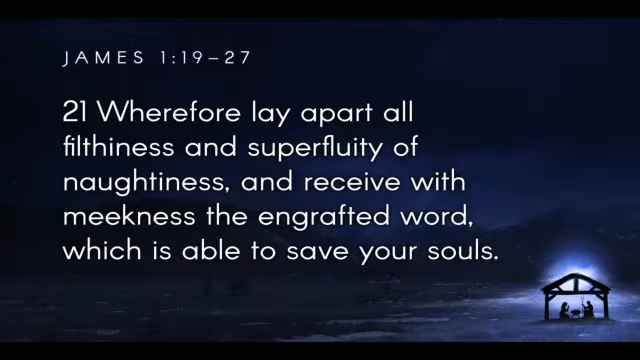 JAMES 1:19–27
21 Wherefore lay apart all
filthiness and superfluity of
naughtiness, and receive with
meekness the engrafted word,
which is able to save your souls.